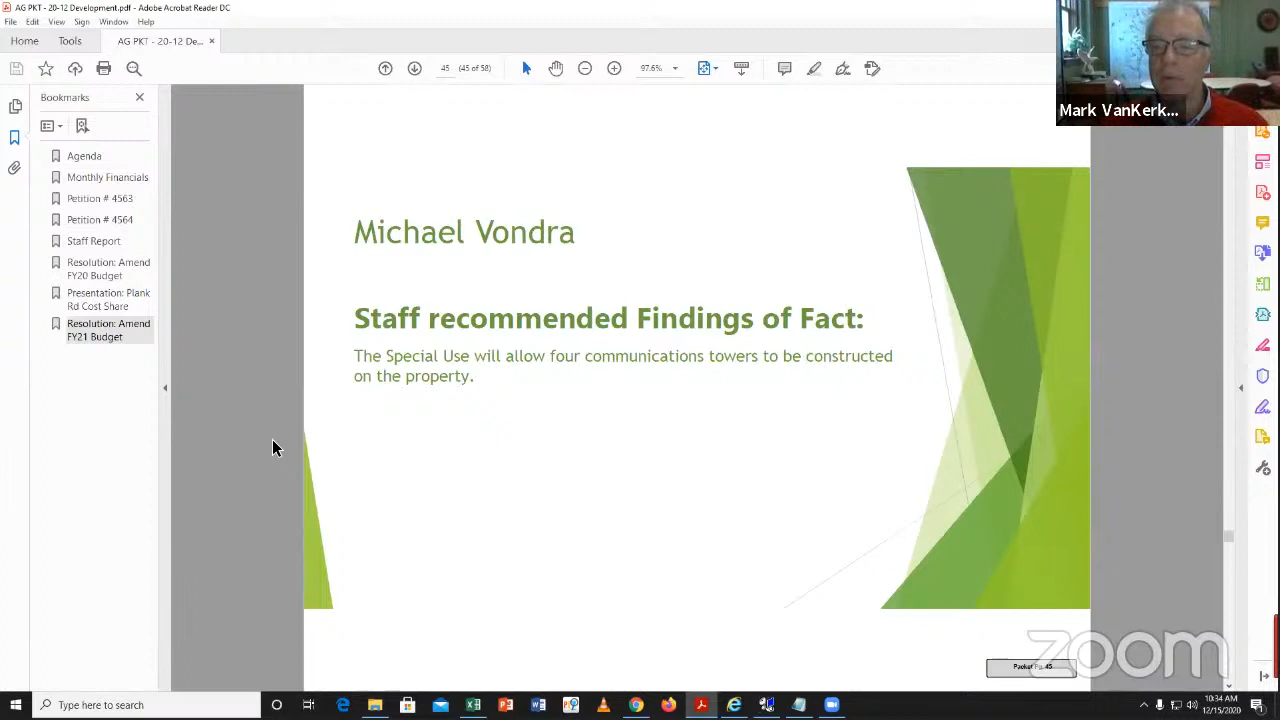 AG PKT - 20-12 Development.pdf - Adobe Acrobat Reader DC
File Edit View Sign Window Help
Home Tools AG PKT - 20-12 De... ×
45 (45 of 58) 97.6%
Bookmarks
Agenda
Monthly Financials
Petition # 4563
Petition # 4564
Staff Report
Resolution: Amend
FY20 Budget
Presentation: Plank
Rd Cost Share
Resolution: Amend
FY21 Budget
Mark VanKerk...
Michael Vondra
Staff recommended Findings of Fact:
The Special Use will allow four communications towers to be constructed
on the property.
Packet Pg. 45
zoom
Type here to search
10:34 AM
12/15/2020